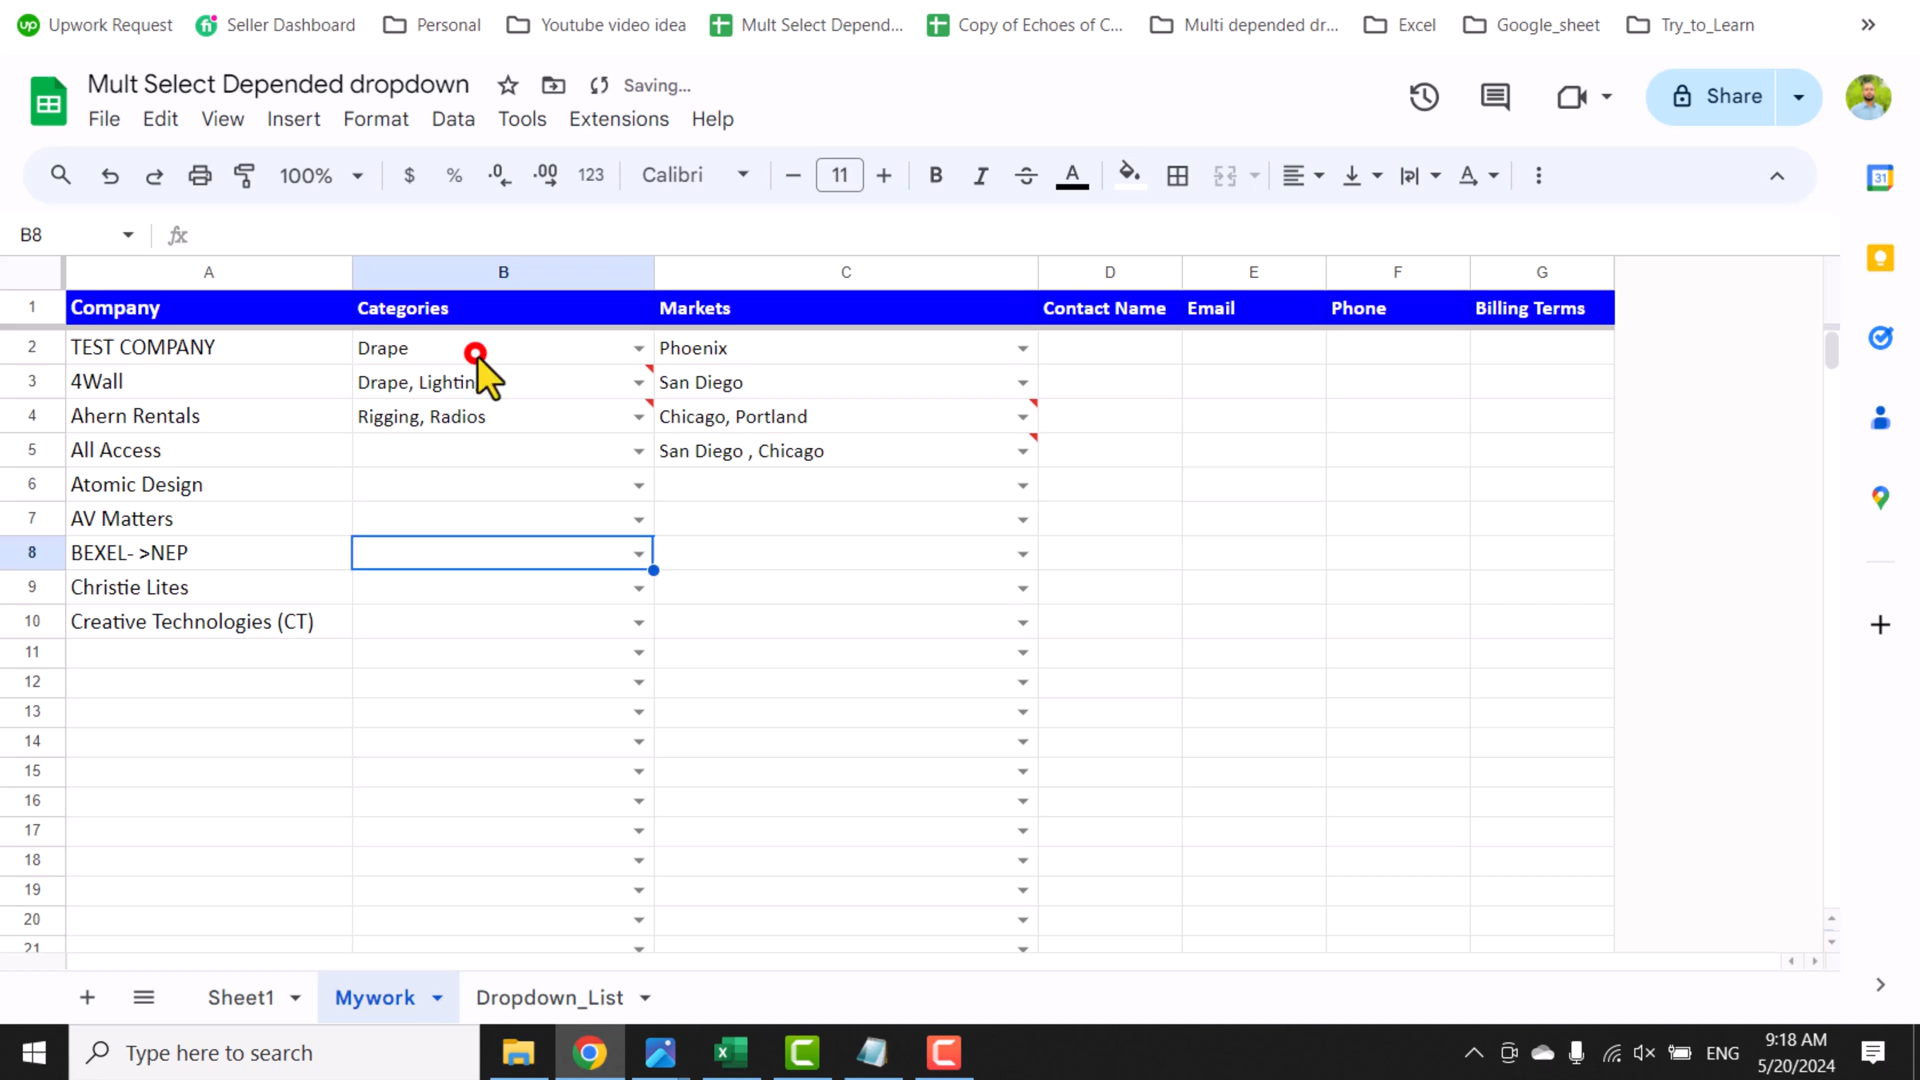 Upwork Request Seller Dashboard Personal Youtube video idea Mult Select Depend... Copy of Echoes of C... Multi depended dr... Excel Google_sheet Try_to_Learn »
Mult Select Depended dropdown Saving...
File Edit View Insert Format Data Tools Extensions Help
Share
100% $ % .0 .00 123 Calibri 11 B I S A
31
B8 fx
A B C D E F G
1 Company Categories Markets Contact Name Email Phone Billing Terms
2 TEST COMPANY Drape Phoenix
3 4Wall Drape, San Diego
4 Ahern Rentals Rigging, Radios Chicago, Portland
5 All Access San Diego , Chicago
6 Atomic Design
7 AV Matters
8 BEXEL- >NEP
9 Christie Lites
10 Creative Technologies (CT)
11
12
13
14
15
16
17
18
19
20
21
Sheet1 Mywork Dropdown_List
Type here to search ENG 9:18 AM
5/20/2024